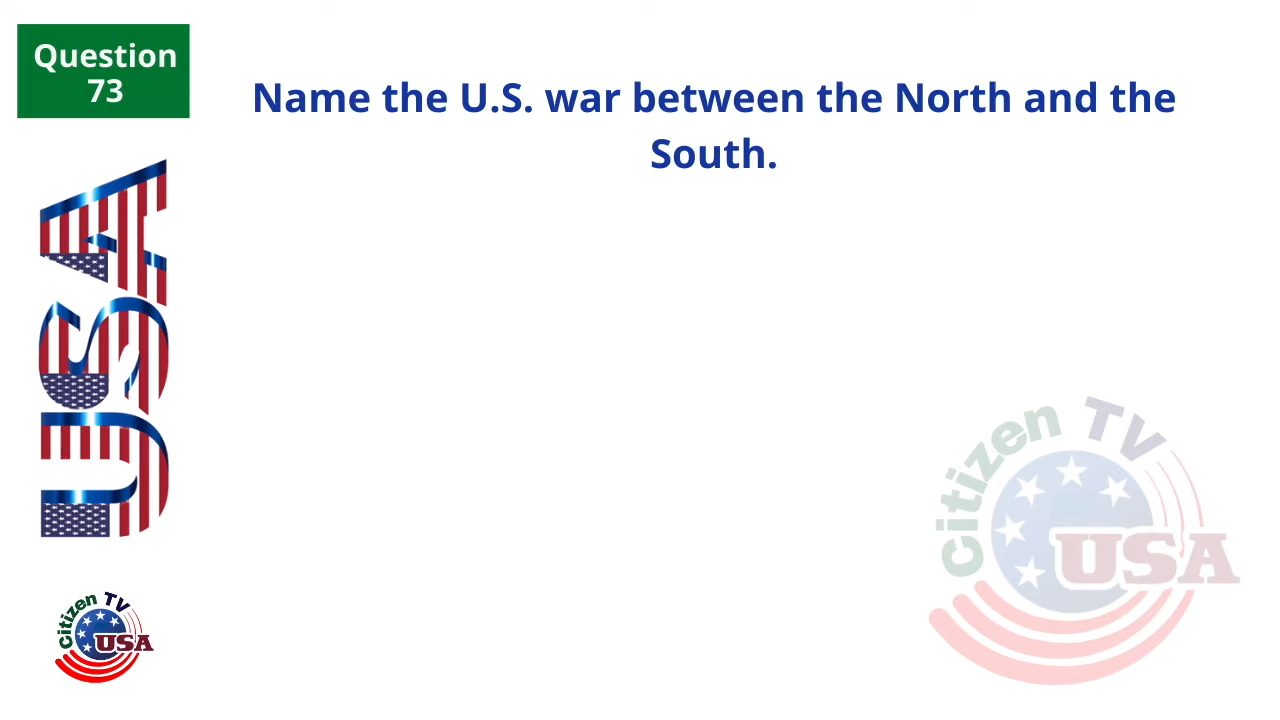 Question
73
Name the U.S. war between the North and the
South.
USA
Citizen TV
USA
Citizen TV
USA